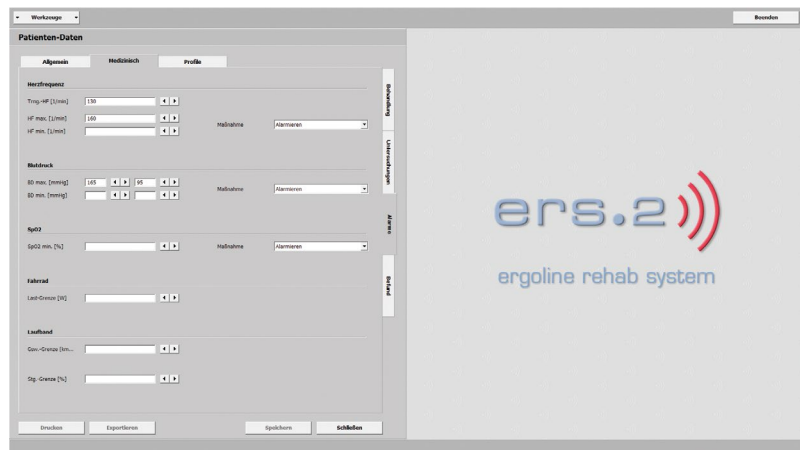 Werkzeuge
Beenden
Patienten-Daten
Allgemein Medizinisch Profile
Herzfrequenz
Trng.-HF [1/min] 130
HF max. [1/min] 160
HF min. [1/min]
Maßnahme Alarmieren
Blutdruck
BD max. [mmHg] 165 95
BD min. [mmHg]
Maßnahme Alarmieren
SpO2
SpO2 min. [%] Maßnahme Alarmieren
Fahrrad
Last-Grenze [W]
Laufband
Gow.-Grenze [km...
Stg.-Grenze [%]
Behandlung
Untersuchungen
Alarme
Befund
Drucken Exportieren Speichern Schließen
ers.2
ergoline rehab system